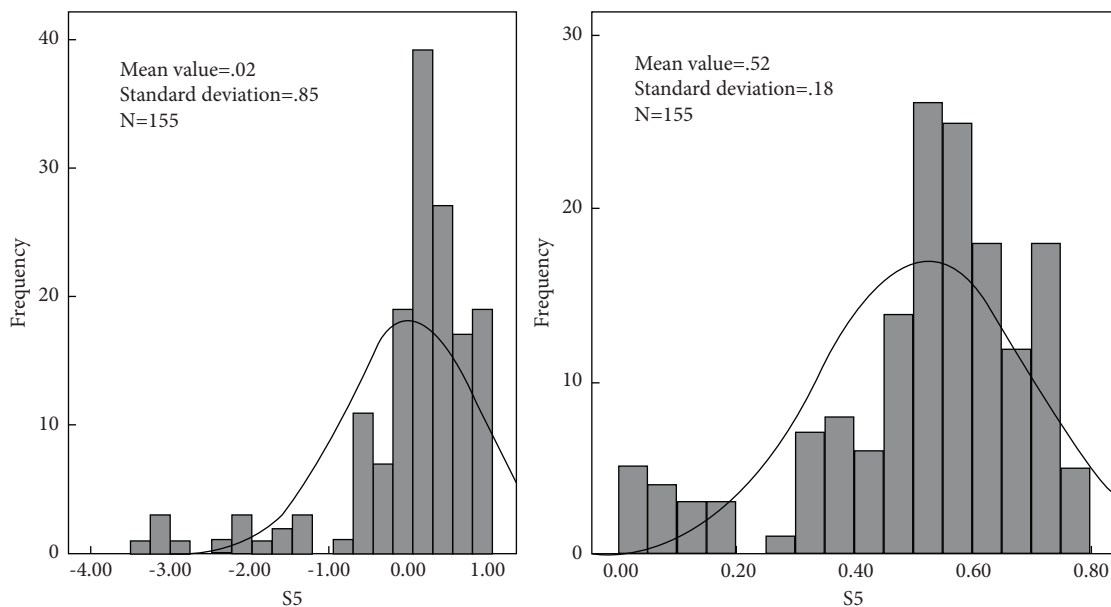 Mean value=.02
Standard deviation=.85
N=155
Frequency
40
30
20
10
0
-4.00 -3.00 -2.00 -1.00 0.00 1.00
S5
Mean value=.52
Standard deviation=.18
N=155
Frequency
30
20
10
0
0.00 0.20 0.40 0.60 0.80
S5